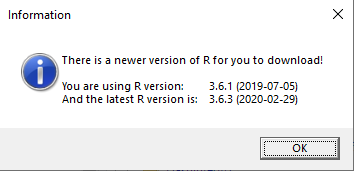 Information
There is a newer version of R for you to download!
You are using R version: 3.6.1 (2019-07-05)
And the latest R version is: 3.6.3 (2020-02-29)
OK